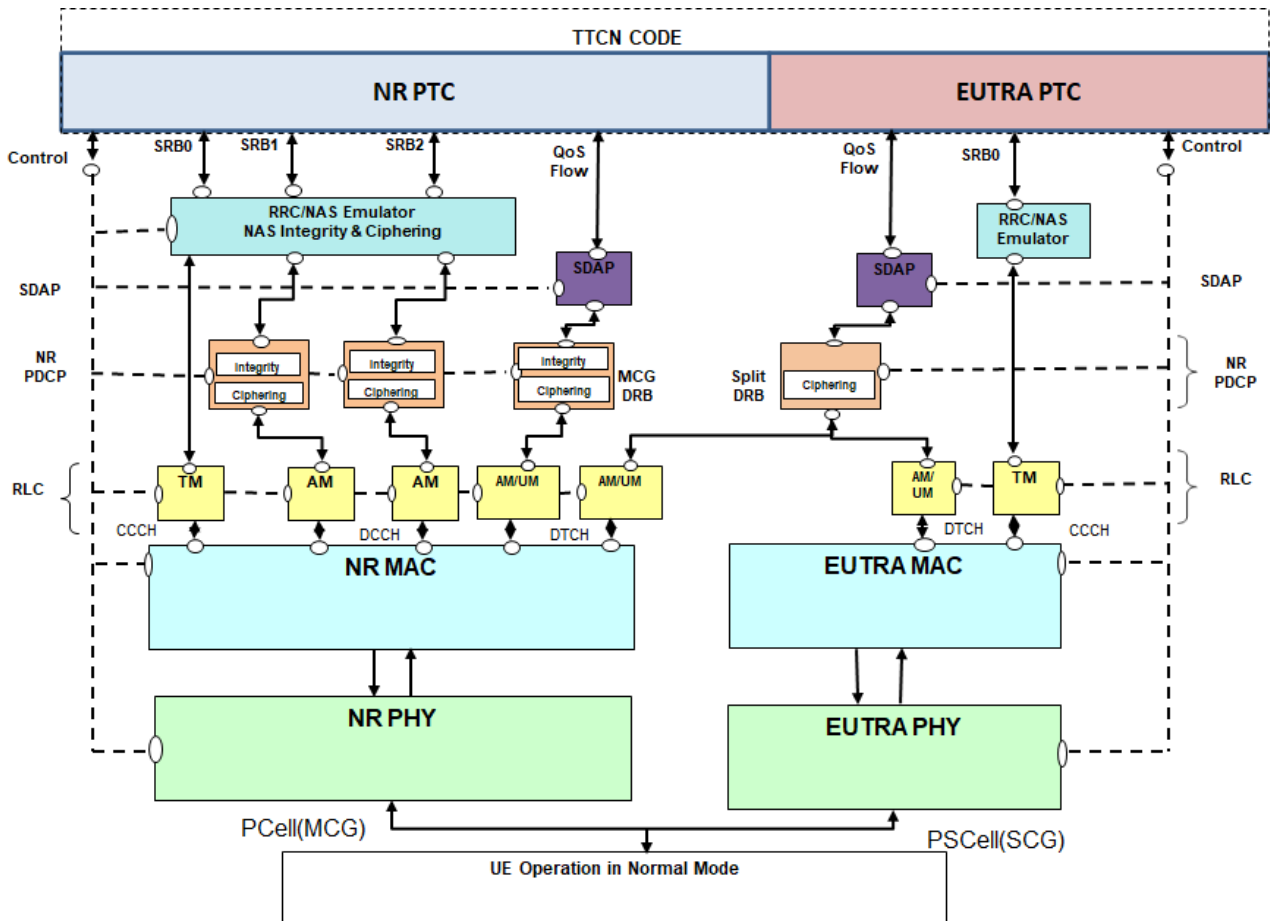 TTCN CODE
NR PTC
EUTRA PTC
Control
SRB0
SRB1
SRB2
QoS
Flow
QoS
Flow
SRB0
Control
RRC/NAS Emulator
NAS Integrity & Ciphering
RRC/NAS
Emulator
SDAP
SDAP
SDAP
SDAP
NR
PDCP
Integrity
Ciphering
Integrity
Ciphering
Integrity
Ciphering
MCG
DRB
Split
DRB
Ciphering
NR
PDCP
RLC
TM
AM
AM
AM/UM
AM/UM
AM/
UM
TM
RLC
CCCH
DCCH
DTCH
DTCH
CCCH
NR MAC
EUTRA MAC
NR PHY
EUTRA PHY
PCell(MCG)
PSCell(SCG)
UE Operation in Normal Mode